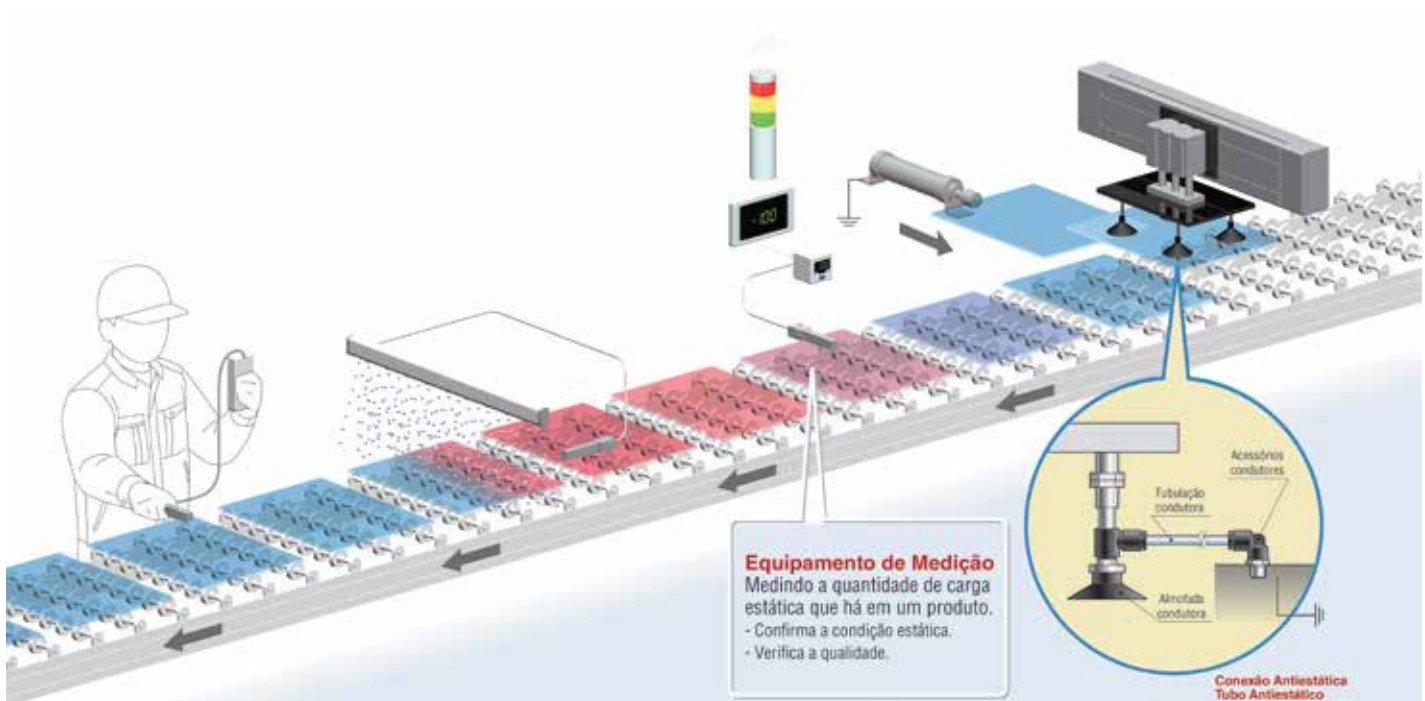 -100
Equipamento de Medição
Medindo a quantidade de carga
estática que há em um produto.
- Confirma a condição estática.
- Verifica a qualidade.
Acessórios
condutores
Tubulação
condutora
Almofada
condutora
Conexão Antiestática
Tubo Antiestático